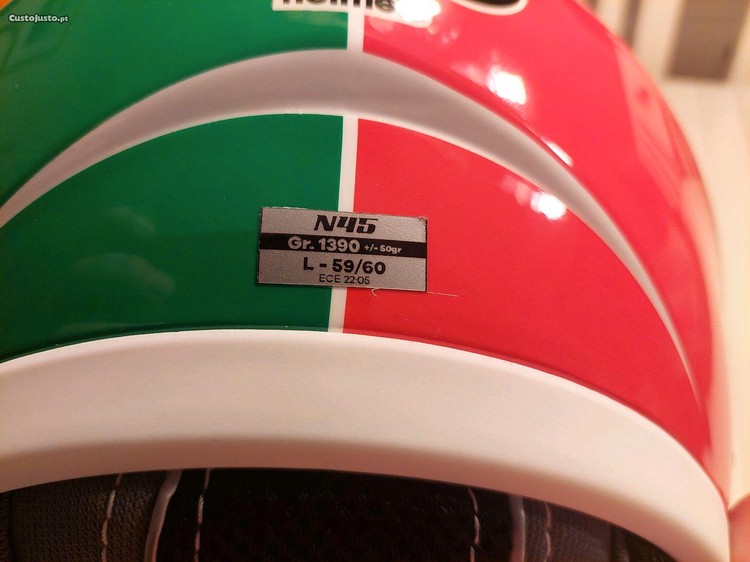 CustoJusto.pt
N45
Gr. 1390 +/- 50gr
L - 59/60
ECE 22.05